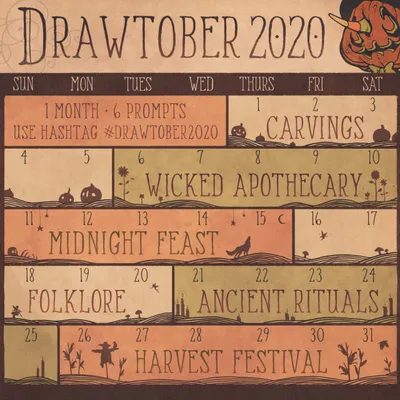 DRAWTOBER 2020
SUN MON TUES WED THURS FRI SAT
1 MONTH · 6 PROMPTS
USE HASHTAG #DRAWTOBER2020
1 2 3
CARVINGS
4 5 6 7 8 9 10
WICKED APOTHECARY
11 12 13 14 15 16 17
MIDNIGHT FEAST
18 19 20 21 22 23 24
FOLKLORE ANCIENT RITUALS
25 26 27 28 29 30 31
HARVEST FESTIVAL